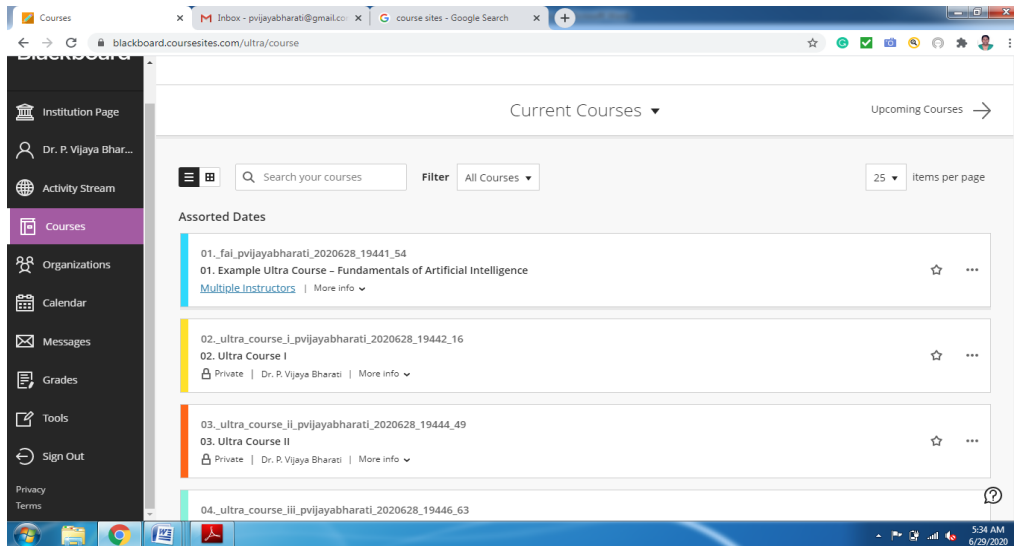 Courses
Inbox - pvijayabharati@gmail.co
course sites - Google Search
blackboard.coursesites.com/ultra/course
Blackboard
Institution Page
Dr. P. Vijaya Bhar...
Activity Stream
Courses
Organizations
Calendar
Messages
Grades
Tools
Sign Out
Privacy
Terms
Current Courses
Upcoming Courses
Search your courses
Filter All Courses
25 items per page
Assorted Dates
01._fai_pvijayabharati_2020628_19441_54
01. Example Ultra Course – Fundamentals of Artificial Intelligence
Multiple Instructors | More info
02._ultra_course_i_pvijayabharati_2020628_19442_16
02. Ultra Course I
Private | Dr. P. Vijaya Bharati | More info
03._ultra_course_ii_pvijayabharati_2020628_19444_49
03. Ultra Course II
Private | Dr. P. Vijaya Bharati | More info
04._ultra_course_iii_pvijayabharati_2020628_19446_63
5:34 AM
6/29/2020